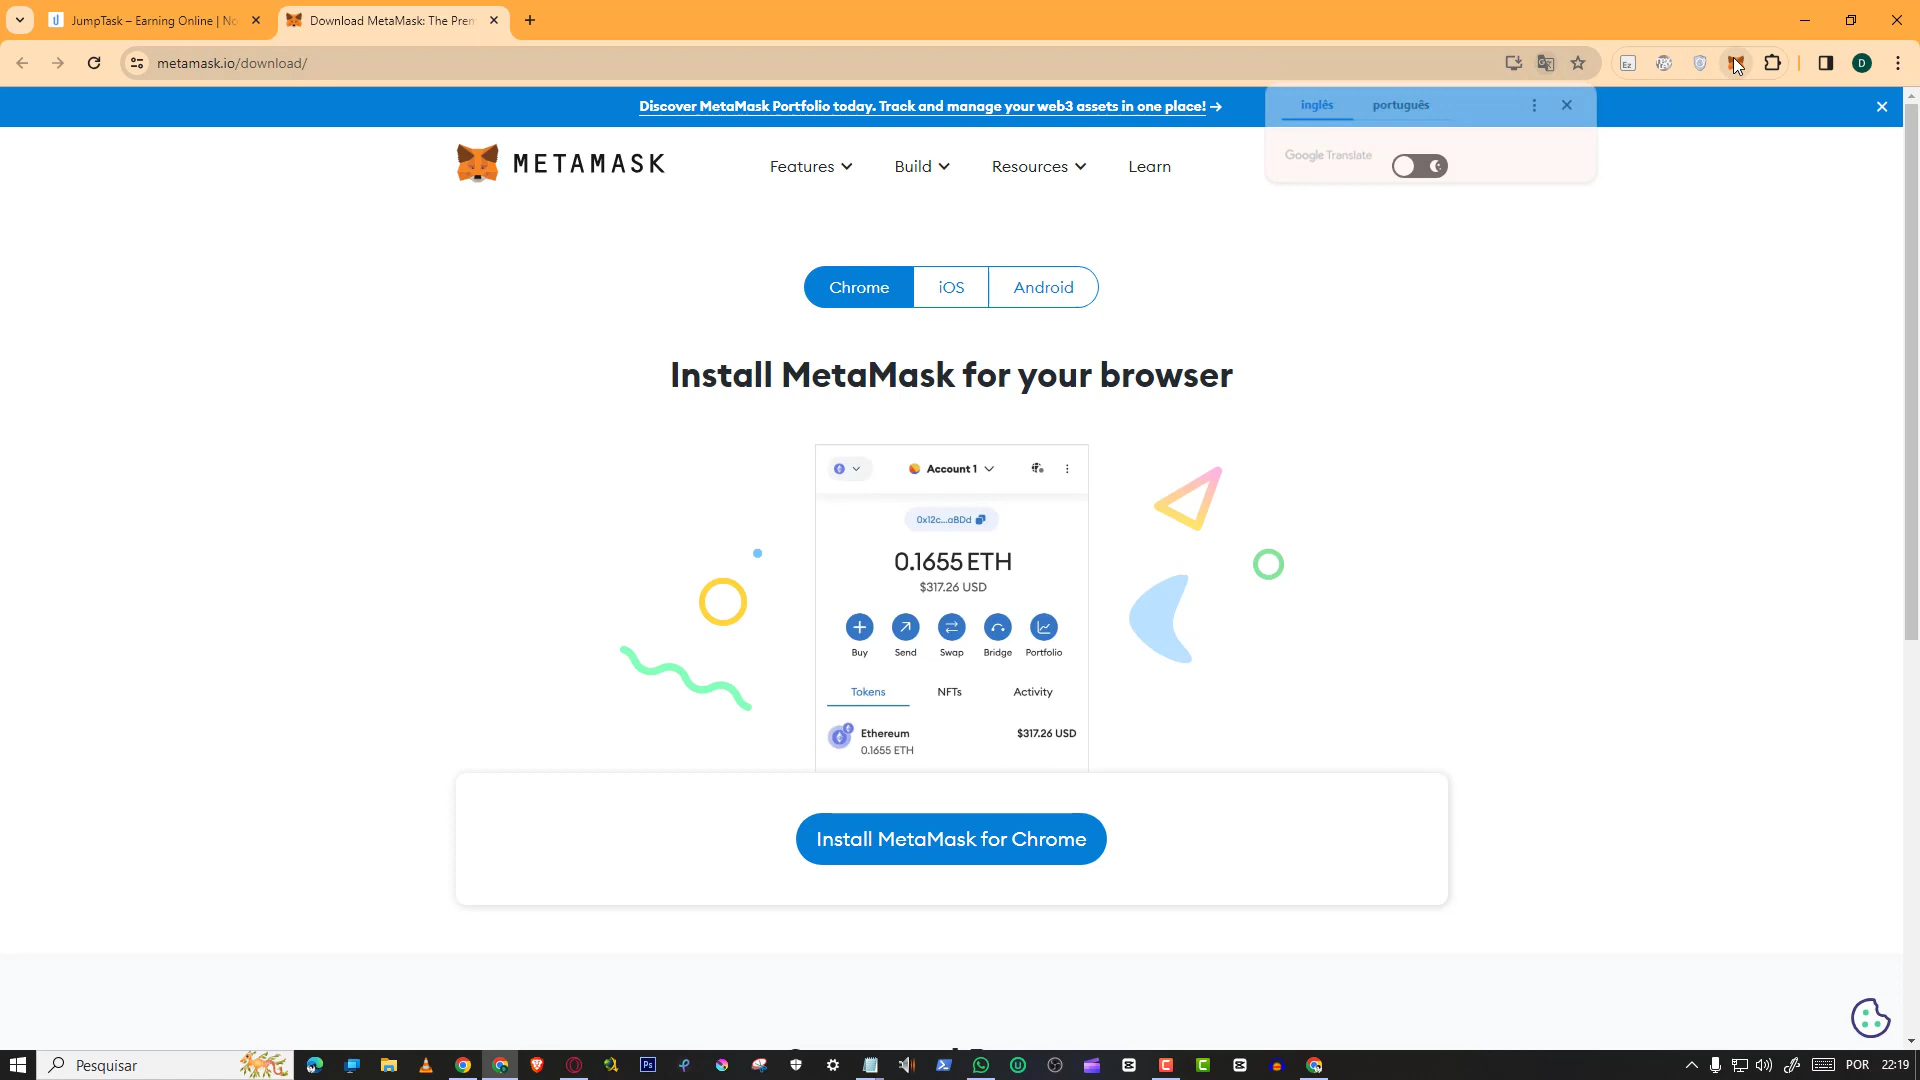 JumpTask – Earning Online | No
Download MetaMask: The Prem
metamask.io/download/
Ez
D
Discover MetaMask Portfolio today. Track and manage your web3 assets in one place! →
inglês
português
Google Translate
METAMASK
Features
Build
Resources
Learn
Chrome
iOS
Android
Install MetaMask for your browser
Account 1
0x12c...aBDd
0.1655 ETH
$317.26 USD
Buy
Send
Swap
Bridge
Portfolio
Tokens
NFTs
Activity
Ethereum
$317.26 USD
0.1655 ETH
Install MetaMask for Chrome
Pesquisar
Ps
POR
22:19